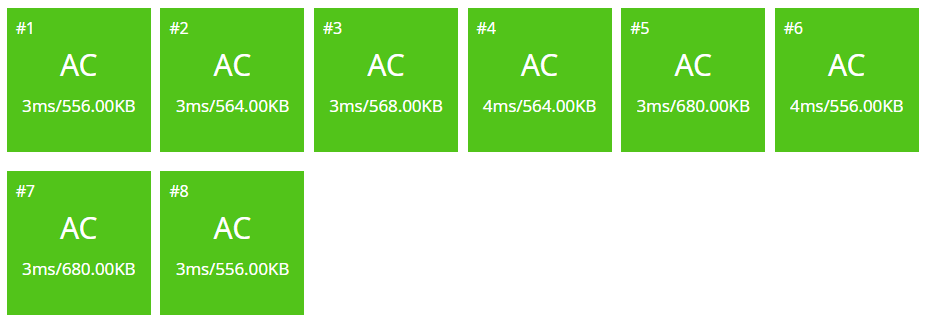 #1
AC
3ms/556.00KB
#2
AC
3ms/564.00KB
#3
AC
3ms/568.00KB
#4
AC
4ms/564.00KB
#5
AC
3ms/680.00KB
#6
AC
4ms/556.00KB
#7
AC
3ms/680.00KB
#8
AC
3ms/556.00KB